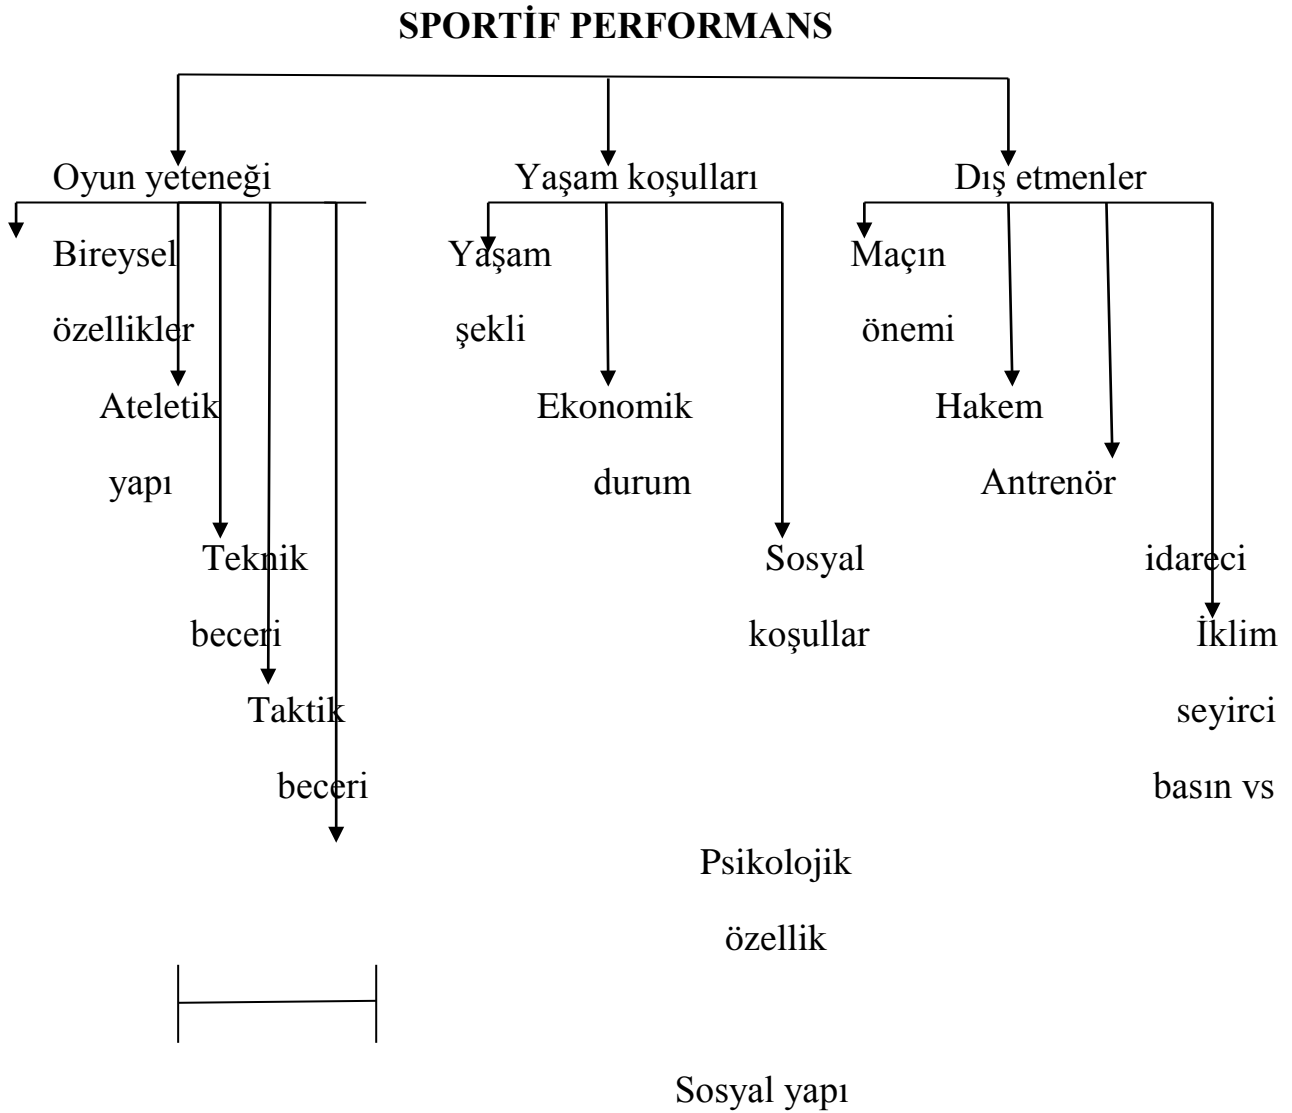 SPORTİF PERFORMANS
Oyun yeteneği Yaşam koşulları Dış etmenler
Bireysel Yaşam Maçın
özellikler şekli önemi
Ateletik Ekonomik Hakem
yapı durum Antrenör
Teknik Sosyal idareci
beceri koşullar İklim
Taktik seyirci
beceri basın vs
Psikolojik
özellik
Sosyal yapı